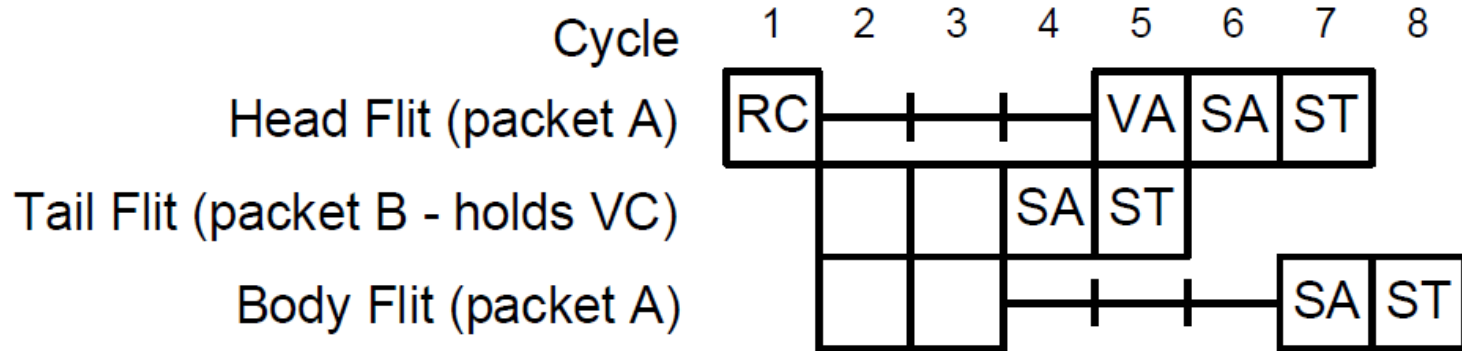 Cycle 1 2 3 4 5 6 7 8
Head Flit (packet A) RC VA SA ST
Tail Flit (packet B - holds VC) SA ST
Body Flit (packet A) SA ST